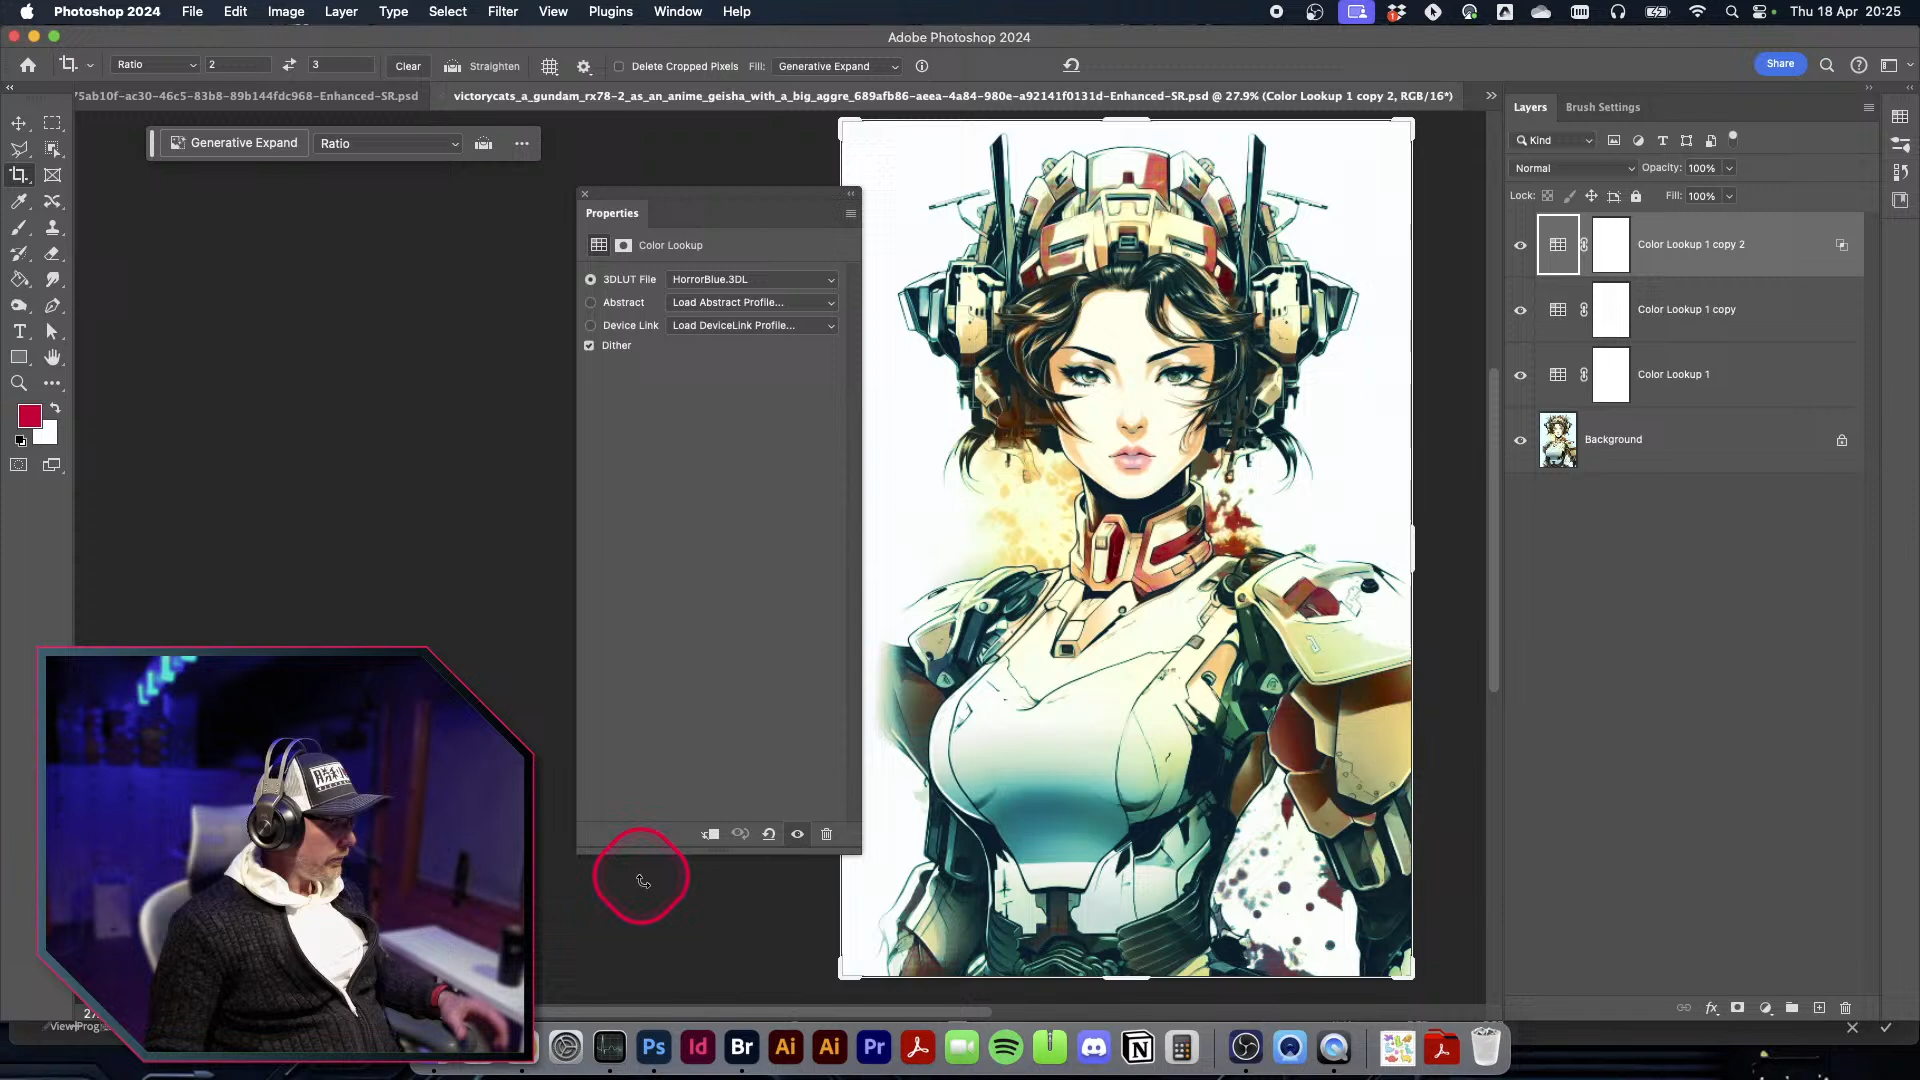 Photoshop 2024 File Edit Image Layer Type Select Filter View Plugins Window Help
Thu 18 Apr 20:25
Adobe Photoshop 2024
Ratio 2 3 Clear Straighten Delete Cropped Pixels Fill: Generative Expand
Share
75ab10f-ac30-46c5-83b8-89b144fdc968-Enhanced-SR.psd
victorycats_a_gundam_rx78-2_as_an_anime_geisha_with_a_big_aggre_689afb86-aeea-4a84-980e-a92141f0131d-Enhanced-SR.psd @ 27.9% (Color Lookup 1 copy 2, RGB/16*)
Generative Expand Ratio
Properties
Color Lookup
3DLUT File HorrorBlue.3DL
Abstract Load Abstract Profile...
Device Link Load DeviceLink Profile...
Dither
Layers Brush Settings
Kind
Normal Opacity: 100%
Lock: Fill: 100%
Color Lookup 1 copy 2
Color Lookup 1 copy
Color Lookup 1
Background
fx
Ps Id Br Ai Ai Pr